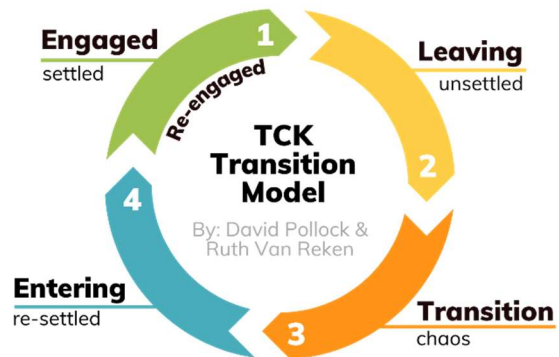 Engaged
settled
1
Re-engaged
Leaving
unsettled
2
TCK
Transition
Model
By: David Pollock &
Ruth Van Reken
4
Entering
re-settled
3
Transition
chaos